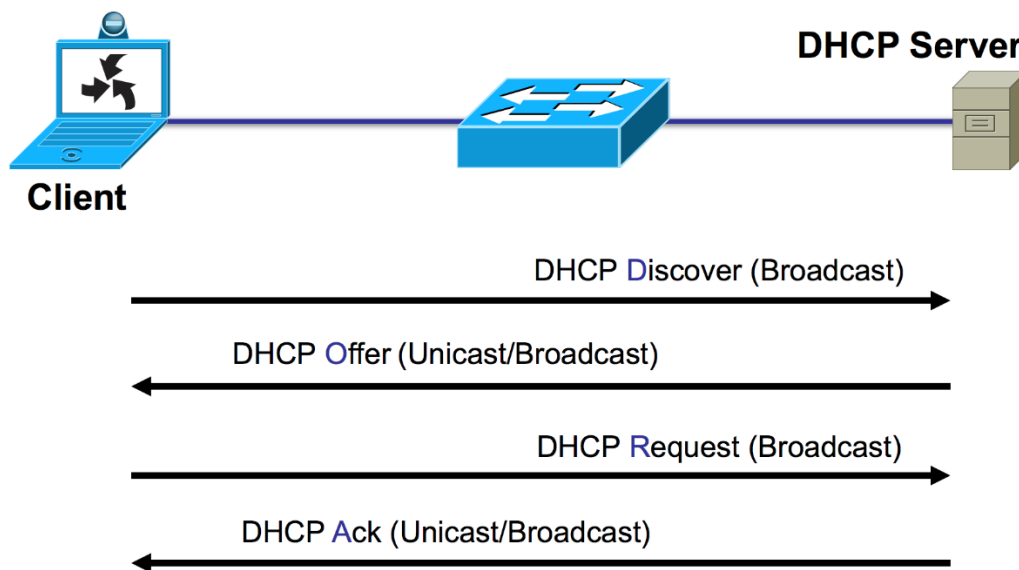 DHCP Server
Client
DHCP Discover (Broadcast)
DHCP Offer (Unicast/Broadcast)
DHCP Request (Broadcast)
DHCP Ack (Unicast/Broadcast)